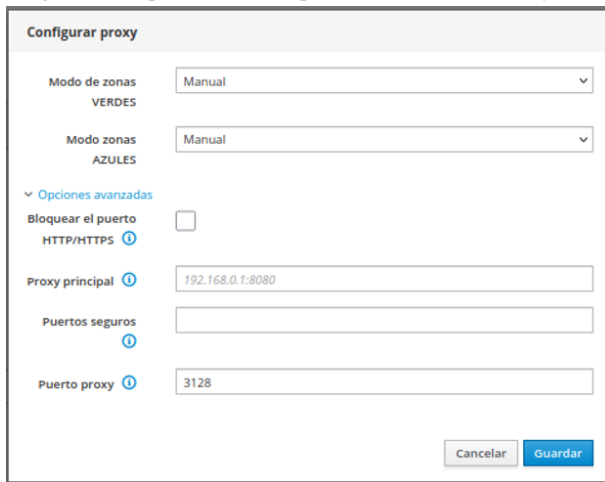 Configurar proxy
Modo de zonas
VERDES
Manual
Modo zonas
AZULES
Manual
Opciones avanzadas
Bloquear el puerto
HTTP/HTTPS
Proxy principal
192.168.0.1:8080
Puertos seguros
Puerto proxy
3128
Cancelar
Guardar